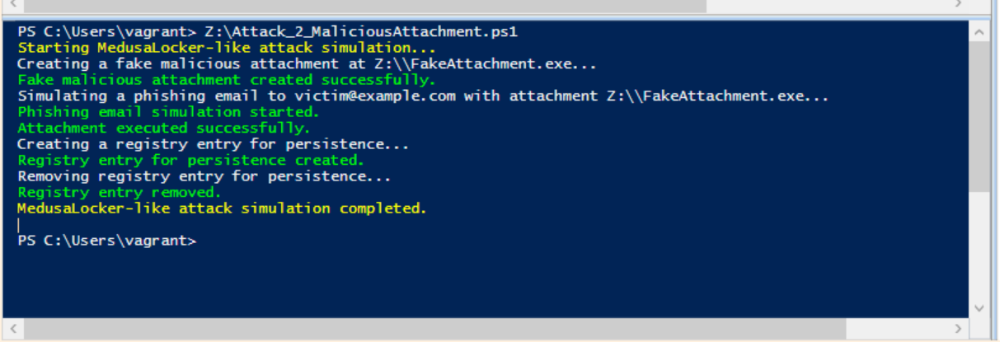 PS C:\Users\vagrant> Z:\Attack_2_MaliciousAttachment.ps1
Starting MedusaLocker-like attack simulation...
Creating a fake malicious attachment at Z:\\FakeAttachment.exe...
Fake malicious attachment created successfully.
Simulating a phishing email to victim@example.com with attachment Z:\\FakeAttachment.exe...
Phishing email simulation started.
Attachment executed successfully.
Creating a registry entry for persistence...
Registry entry for persistence created.
Removing registry entry for persistence...
Registry entry removed.
MedusaLocker-like attack simulation completed.
PS C:\Users\vagrant>